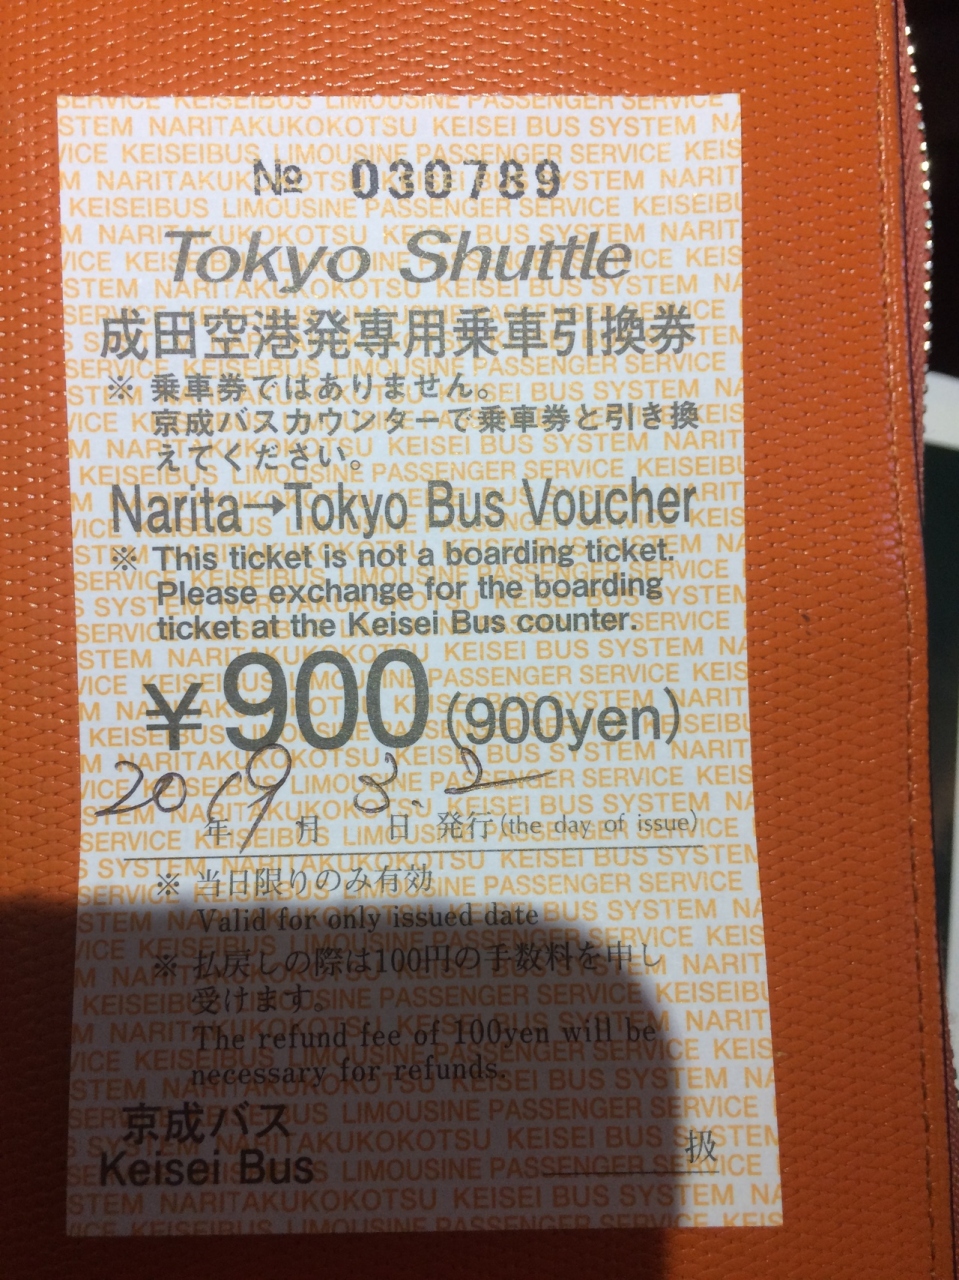 № 030789
Tokyo Shuttle
成田空港発専用乗車引換券
※ 乗車券ではありません。
京成バスカウンターで乗車券と引き換
えてください。
Narita→Tokyo Bus Voucher
※ This ticket is not a boarding ticket.
Please exchange for the boarding
ticket at the Keisei Bus counter.
¥900(900yen)
2019 3. 2
年 月 日 発行(the day of issue)
※ 当日限りのみ有効
Valid for only issued date
※ 払戻しの際は100円の手数料を申し
受けます。
The refund fee of 100yen will be
necessary for refunds.
京成バス
Keisei Bus
扱